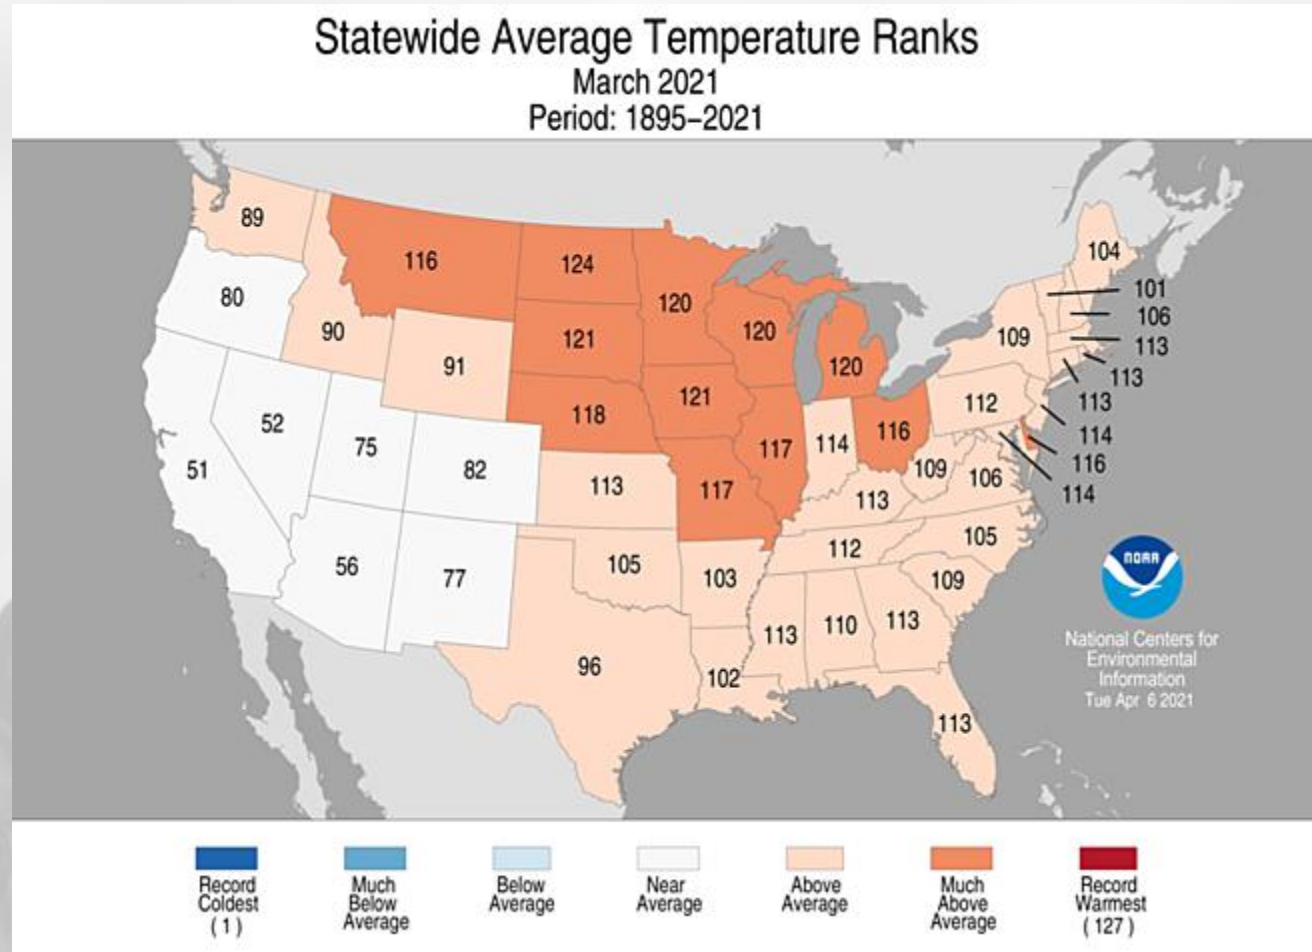 Statewide Average Temperature Ranks
March 2021
Period: 1895–2021
89
116
124
120
104
80
90
121
120
101
106
109
91
120
113
113
118
121
112
113
52
75
82
117
114
116
114
116
51
113
117
109
106
114
113
56
77
105
103
112
105
109
113
110
113
96
102
113
NOAA
National Centers for
Environmental
Information
Tue Apr 6 2021
Record
Coldest
( 1 )
Much
Below
Average
Below
Average
Near
Average
Above
Average
Much
Above
Average
Record
Warmest
( 127 )